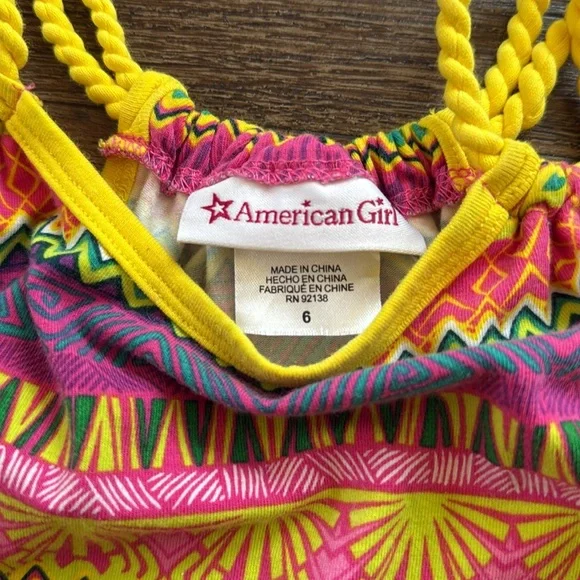 American Girl
MADE IN CHINA
HECHO EN CHINA
FABRIQUÉ EN CHINE
RN 92138
6